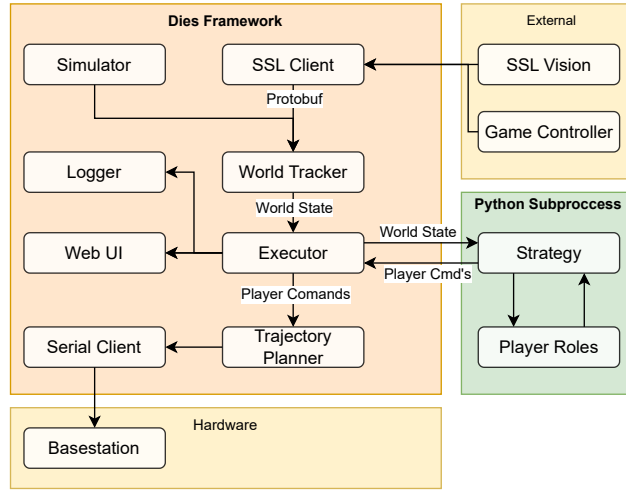 Dies Framework
External
Simulator
SSL Client
SSL Vision
Protobuf
Game Controller
Logger
World Tracker
World State
Python Subproccess
World State
Web UI
Executor
Strategy
Player Cmd's
Player Comands
Serial Client
Trajectory
Planner
Player Roles
Hardware
Basestation